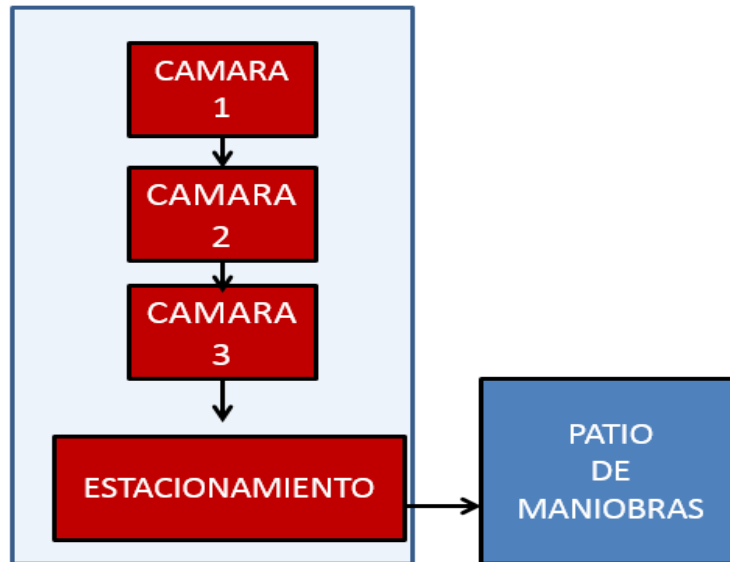 CAMARA
1
CAMARA
2
CAMARA
3
ESTACIONAMIENTO
PATIO
DE
MANIOBRAS